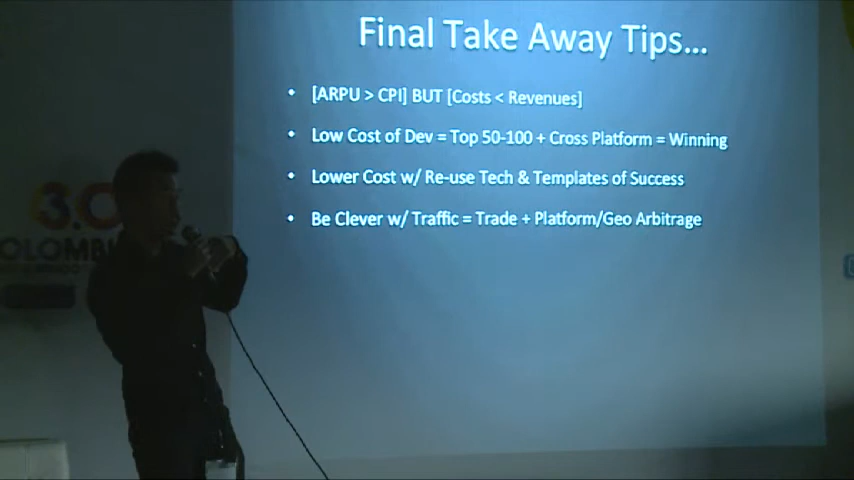 Final Take Away Tips...
• [ARPU > CPI] BUT [Costs < Revenues]
• Low Cost of Dev = Top 50-100 + Cross Platform = Winning
• Lower Cost w/ Re-use Tech & Templates of Success
• Be Clever w/ Traffic = Trade + Platform/Geo Arbitrage
3.0